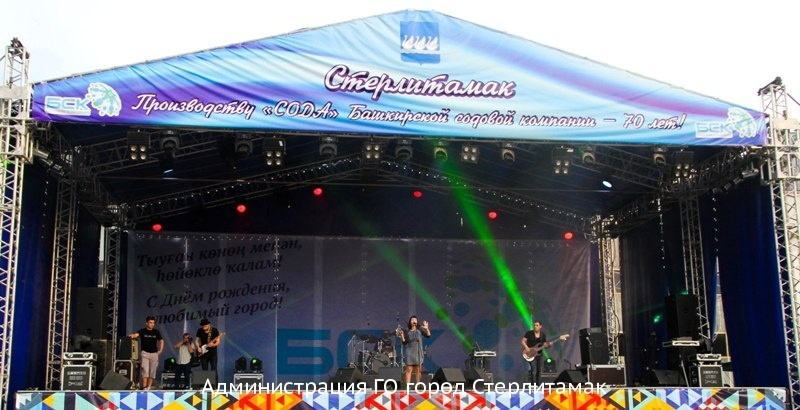 Стерлитамак
БСК
Производству «СОДА» Башкирской содовой компании — 70 лет!
БСК
Тыуған көнөң менән,
һөйөклө ҡалам!
С Днём рождения,
любимый город!
БСК
Администрация ГО город Стерлитамак